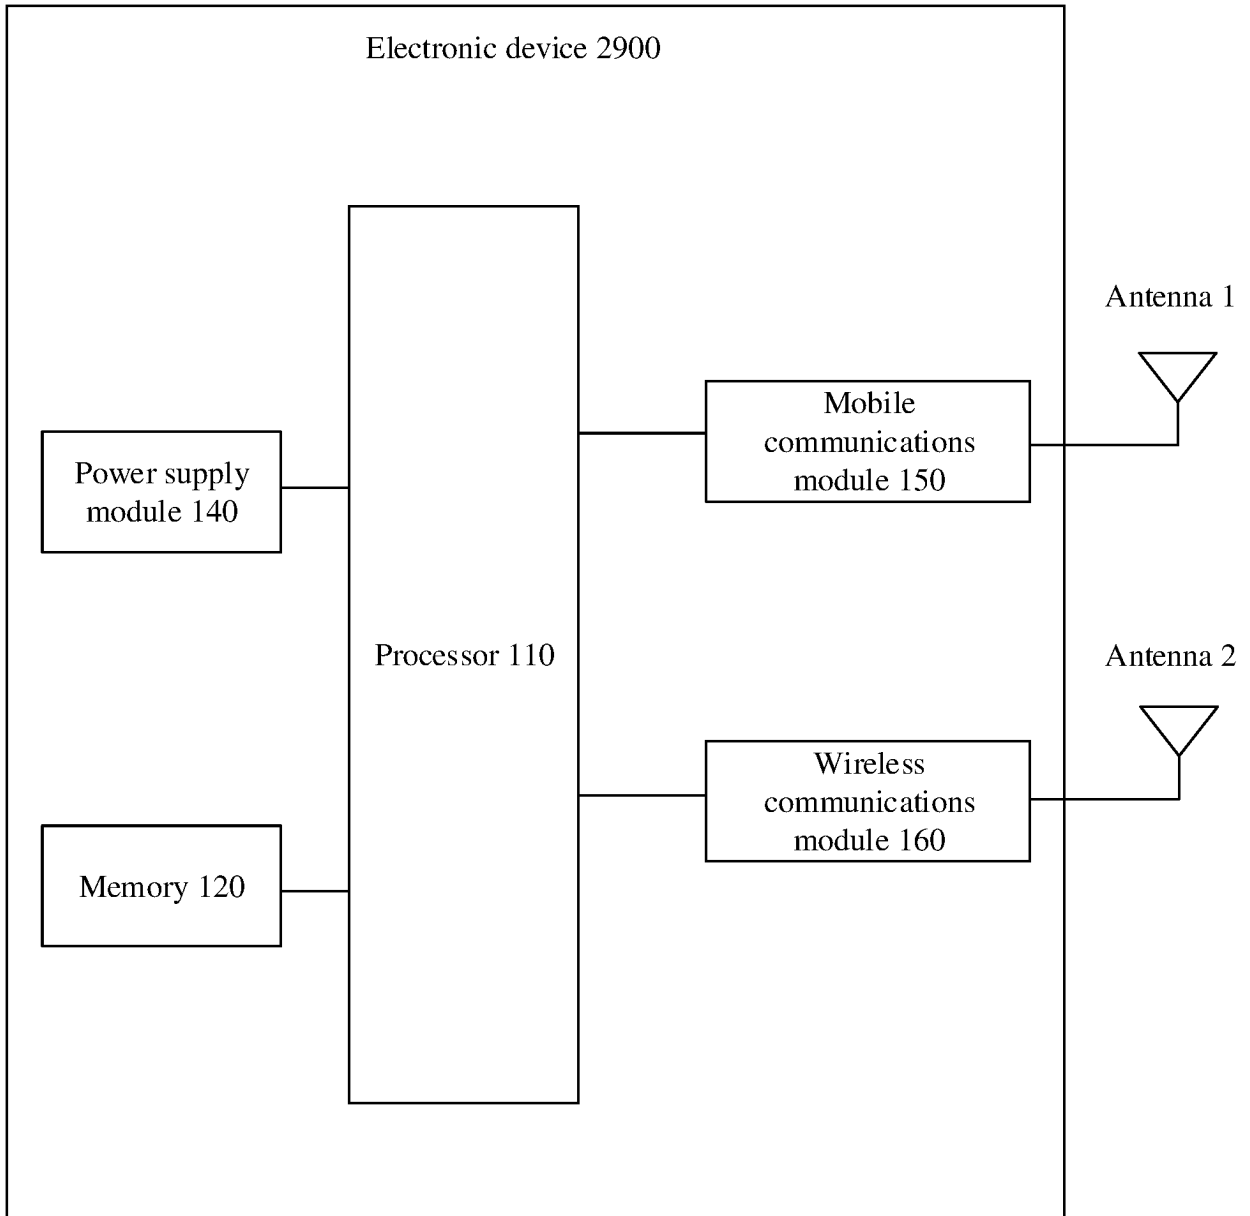 Electronic device 2900
Antenna 1
Mobile
communications
module 150
Power supply
module 140
Processor 110
Antenna 2
Wireless
communications
module 160
Memory 120